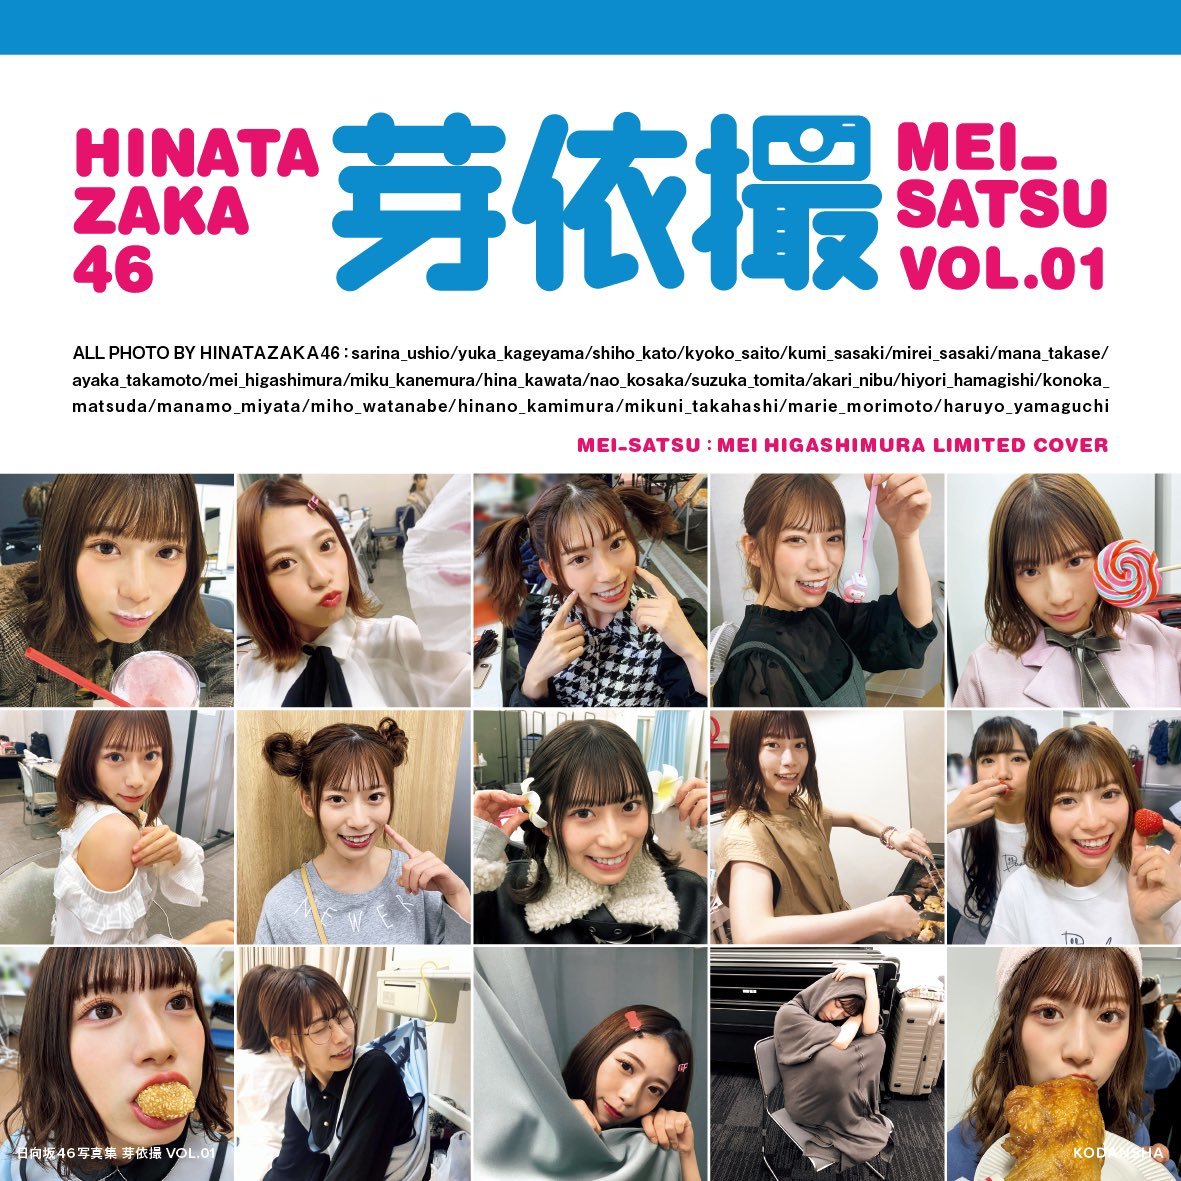 HINATA
ZAKA
46
芽依撮
MEI_
SATSU
VOL.01
ALL PHOTO BY HINATAZAKA46 : sarina_ushio/yuka_kageyama/shiho_kato/kyoko_saito/kumi_sasaki/mirei_sasaki/mana_takase/
ayaka_takamoto/mei_higashimura/miku_kanemura/hina_kawata/nao_kosaka/suzuka_tomita/akari_nibu/hiyori_hamagishi/konoka_
matsuda/manamo_miyata/miho_watanabe/hinano_kamimura/mikuni_takahashi/marie_morimoto/haruyo_yamaguchi
MEI-SATSU : MEI HIGASHIMURA LIMITED COVER
NEWER
日向坂46写真集 芽依撮 VOL.01
KODANSHA